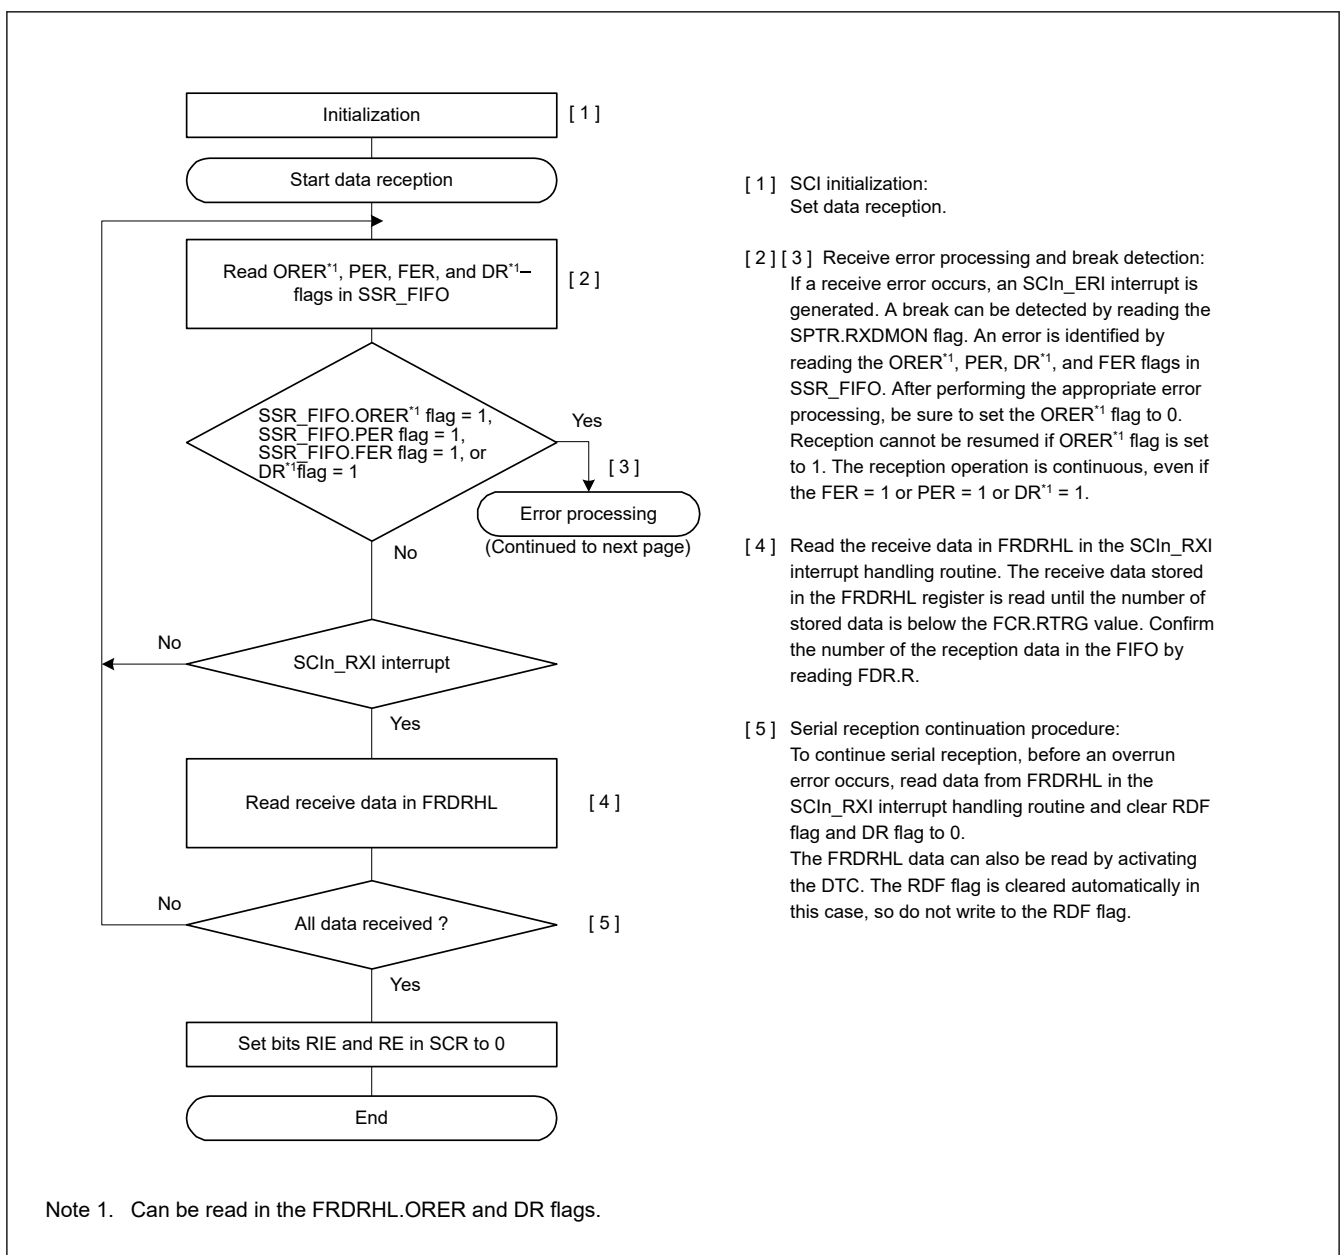 Initialization
[ 1 ]
Start data reception
Read ORER*1, PER, FER, and DR*1–
flags in SSR_FIFO
[ 2 ]
SSR_FIFO.ORER*1 flag = 1,
SSR_FIFO.PER flag = 1,
SSR_FIFO.FER flag = 1, or
DR*1flag = 1
Yes
[ 3 ]
Error processing
(Continued to next page)
No
No
SCIn_RXI interrupt
Yes
Read receive data in FRDRHL
[ 4 ]
No
All data received ?
[ 5 ]
Yes
Set bits RIE and RE in SCR to 0
End
[ 1 ] SCI initialization:
Set data reception.
[ 2 ] [ 3 ] Receive error processing and break detection:
If a receive error occurs, an SCIn_ERI interrupt is
generated. A break can be detected by reading the
SPTR.RXDMON flag. An error is identified by
reading the ORER*1, PER, DR*1, and FER flags in
SSR_FIFO. After performing the appropriate error
processing, be sure to set the ORER*1 flag to 0.
Reception cannot be resumed if ORER*1 flag is set
to 1. The reception operation is continuous, even if
the FER = 1 or PER = 1 or DR*1 = 1.
[ 4 ] Read the receive data in FRDRHL in the SCIn_RXI
interrupt handling routine. The receive data stored
in the FRDRHL register is read until the number of
stored data is below the FCR.RTRG value. Confirm
the number of the reception data in the FIFO by
reading FDR.R.
[ 5 ] Serial reception continuation procedure:
To continue serial reception, before an overrun
error occurs, read data from FRDRHL in the
SCIn_RXI interrupt handling routine and clear RDF
flag and DR flag to 0.
The FRDRHL data can also be read by activating
the DTC. The RDF flag is cleared automatically in
this case, so do not write to the RDF flag.
Note 1. Can be read in the FRDRHL.ORER and DR flags.